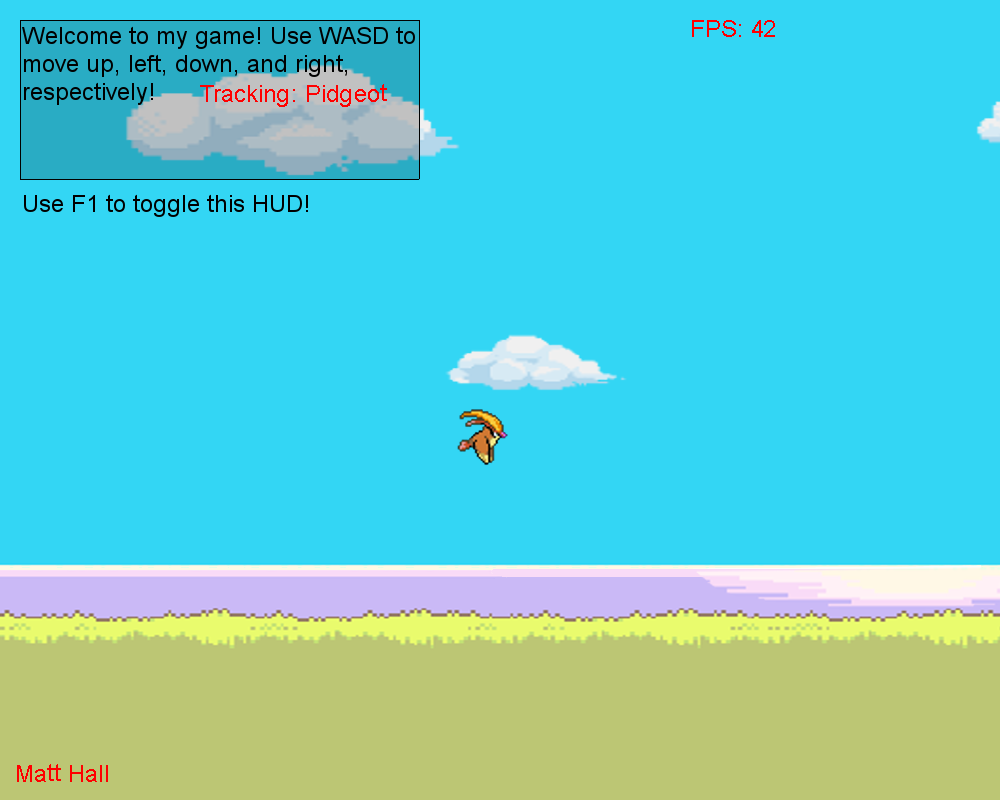 FPS: 42
Welcome to my game! Use WASD to
move up, left, down, and right,
respectively!
Tracking: Pidgeot
Use F1 to toggle this HUD!
Matt Hall